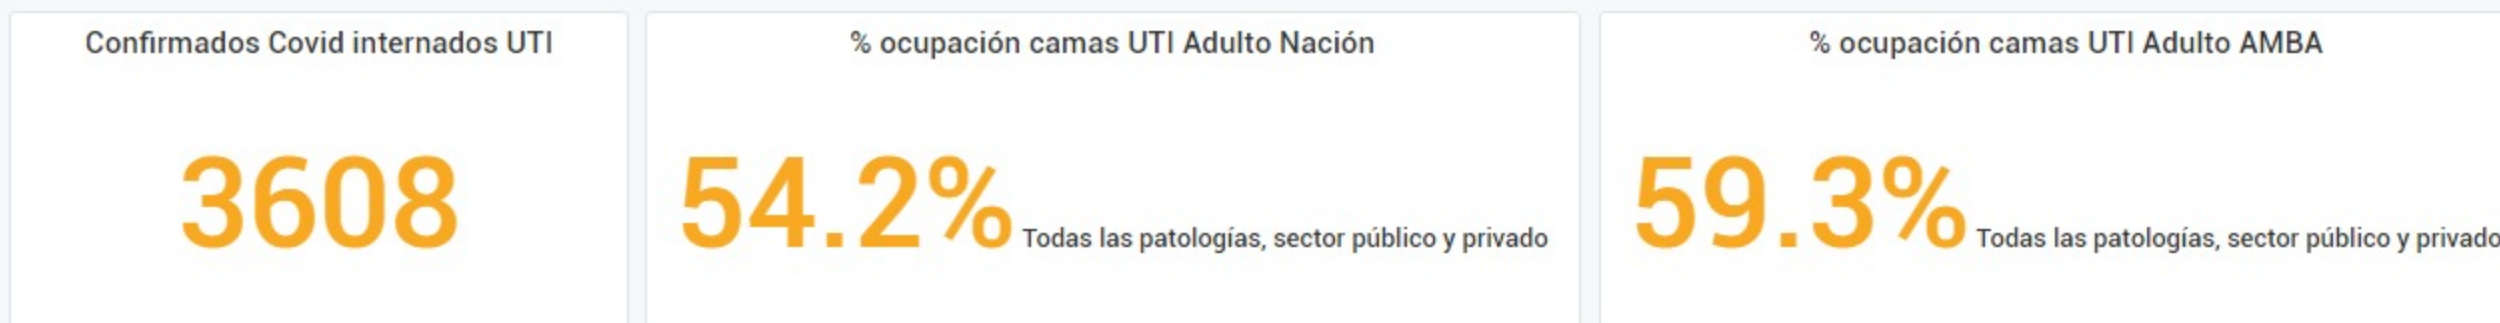 Confirmados Covid internados UTI
3608
% ocupación camas UTI Adulto Nación
54.2% Todas las patologías, sector público y privado
% ocupación camas UTI Adulto AMBA
59.3% Todas las patologías, sector público y privado